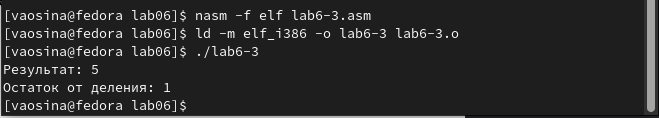 [vaosina@fedora lab06]$ nasm -f elf lab6-3.asm
[vaosina@fedora lab06]$ ld -m elf_i386 -o lab6-3 lab6-3.o
[vaosina@fedora lab06]$ ./lab6-3
Результат: 5
Остаток от деления: 1
[vaosina@fedora lab06]$